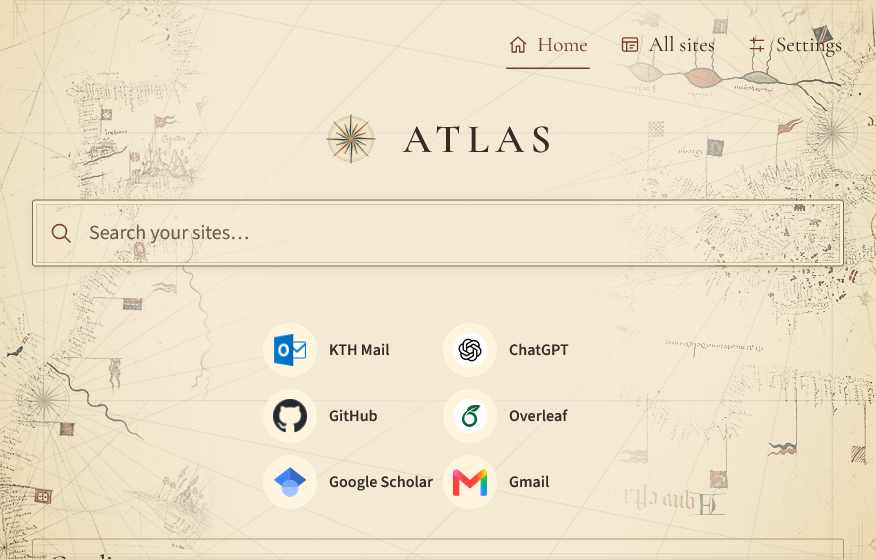 Home
All sites
Settings
ATLAS
Search your sites…
KTH Mail
ChatGPT
GitHub
Overleaf
Google Scholar
Gmail